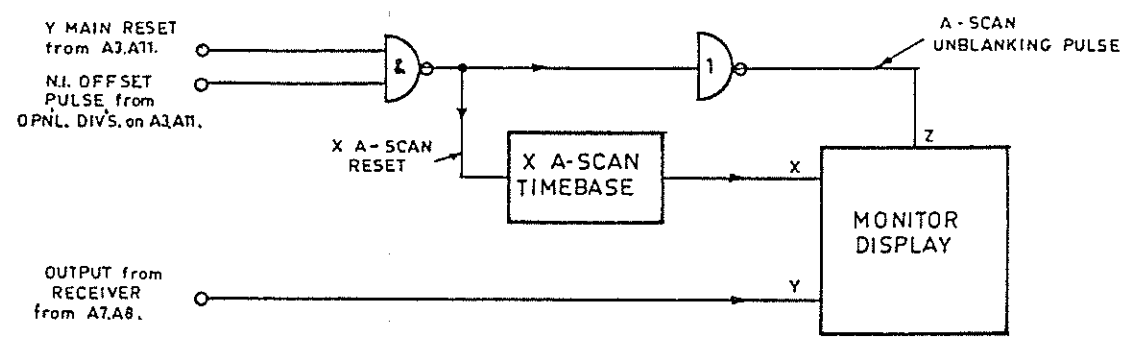 Y MAIN RESET
from A3.A11.
N.I. OFFSET
PULSE from
OPNL. DIV'S. on A3,A11.
&
1
A-SCAN
UNBLANKING PULSE
X A-SCAN
RESET
X A-SCAN
TIMEBASE
X
Z
Y
MONITOR
DISPLAY
OUTPUT from
RECEIVER
from A7.A8.